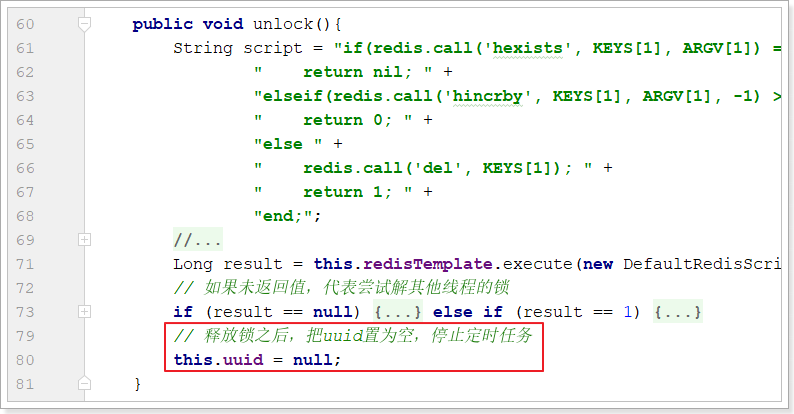 60 public void unlock(){
61 String script = "if(redis.call('hexists', KEYS[1], ARGV[1]) =
62 " return nil; " +
63 "elseif(redis.call('hincrby', KEYS[1], ARGV[1], -1) >
64 " return 0; " +
65 "else " +
66 " redis.call('del', KEYS[1]); " +
67 " return 1; " +
68 "end;";
69 //...
71 Long result = this.redisTemplate.execute(new DefaultRedisScri
72 // 如果未返回值，代表尝试解其他线程的锁
73 if (result == null) {...} else if (result == 1) {...}
79 // 释放锁之后，把uuid置为空，停止定时任务
80 this.uuid = null;
81 }